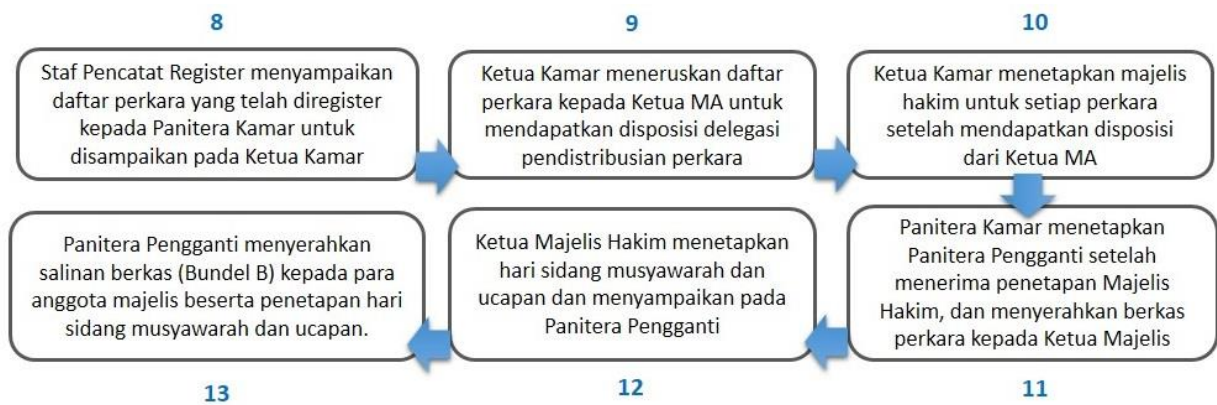 8
Staf Pencatat Register menyampaikan
daftar perkara yang telah diregister
kepada Panitera Kamar untuk
disampaikan pada Ketua Kamar
9
Ketua Kamar meneruskan daftar
perkara kepada Ketua MA untuk
mendapatkan disposisi delegasi
pendistribusian perkara
10
Ketua Kamar menetapkan majelis
hakim untuk setiap perkara
setelah mendapatkan disposisi
dari Ketua MA
Panitera Kamar menetapkan
Panitera Pengganti setelah
menerima penetapan Majelis
Hakim, dan menyerahkan berkas
perkara kepada Ketua Majelis
11
Ketua Majelis Hakim menetapkan
hari sidang musyawarah dan
ucapan dan menyampaikan pada
Panitera Pengganti
12
Panitera Pengganti menyerahkan
salinan berkas (Bundel B) kepada para
anggota majelis beserta penetapan hari
sidang musyawarah dan ucapan.
13